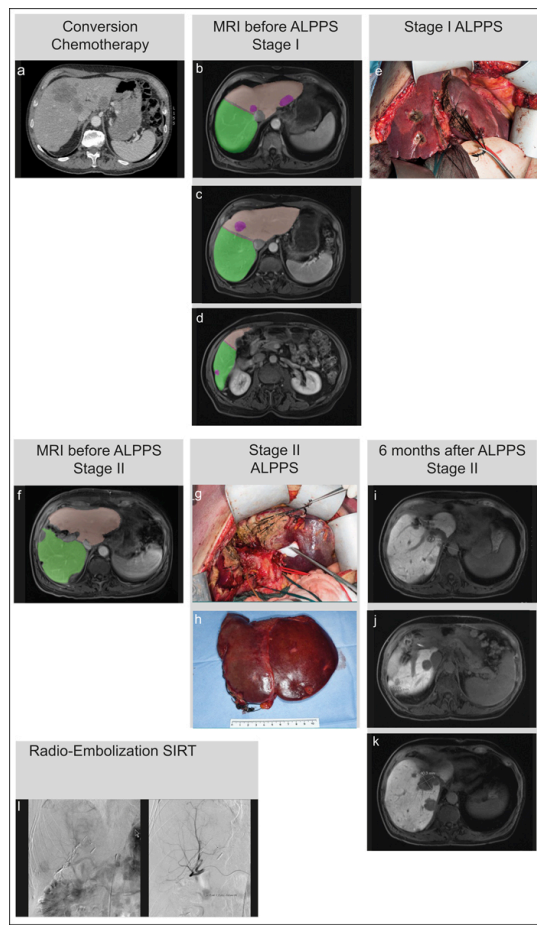 Conversion
Chemotherapy
MRI before ALPPS
Stage I
Stage I ALPPS
a
b
e
c
d
MRI before ALPPS
Stage II
Stage II
ALPPS
6 months after ALPPS
Stage II
f
g
i
h
j
Radio-Embolization SIRT
k
l